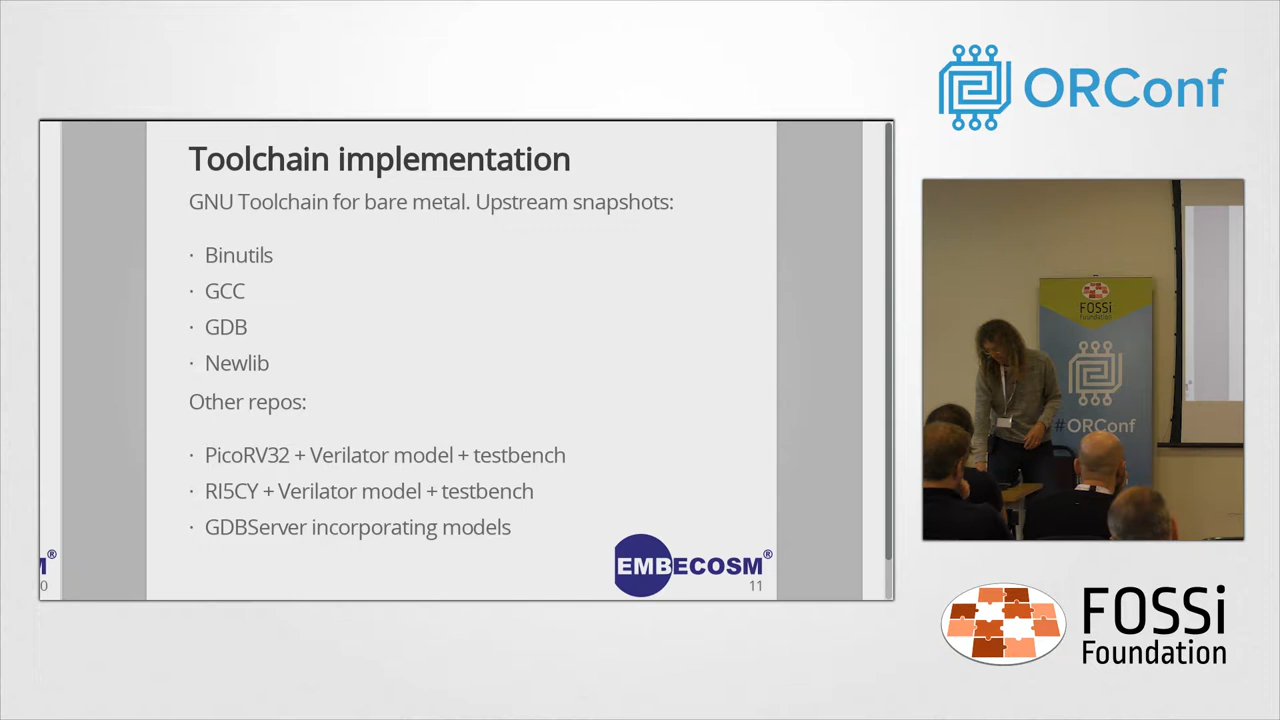 Toolchain implementation
GNU Toolchain for bare metal. Upstream snapshots:
· Binutils
· GCC
· GDB
· Newlib
Other repos:
· PicoRV32 + Verilator model + testbench
· RI5CY + Verilator model + testbench
· GDBServer incorporating models
M®
0
EMBECOSM®
11
ORConf
FOSSi
FOUNDATION
#ORConf
FOSSi
Foundation